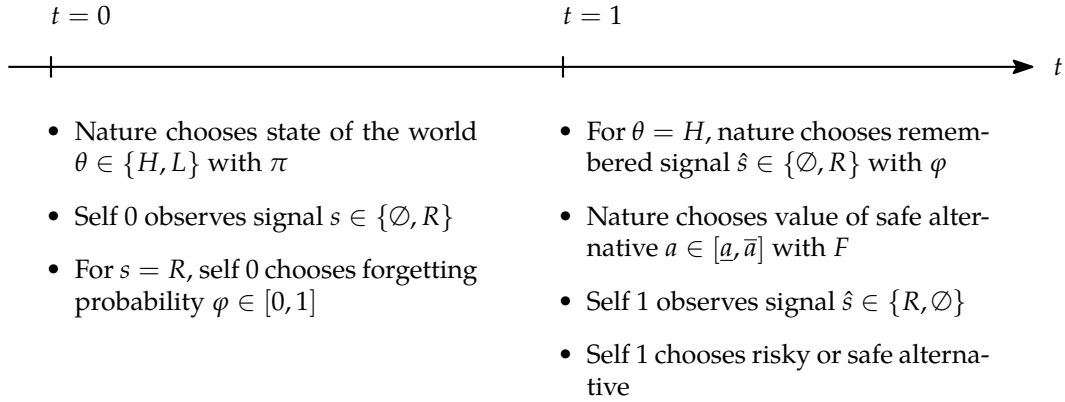 t = 0
t = 1
t
• Nature chooses state of the world
θ ∈ {H, L} with π
• Self 0 observes signal s ∈ {∅, R}
• For s = R, self 0 chooses forgetting
probability φ ∈ [0, 1]
• For θ = H, nature chooses remem-
bered signal ŝ ∈ {∅, R} with φ
• Nature chooses value of safe alter-
native a ∈ [a̲, a̅] with F
• Self 1 observes signal ŝ ∈ {R, ∅}
• Self 1 chooses risky or safe alterna-
tive